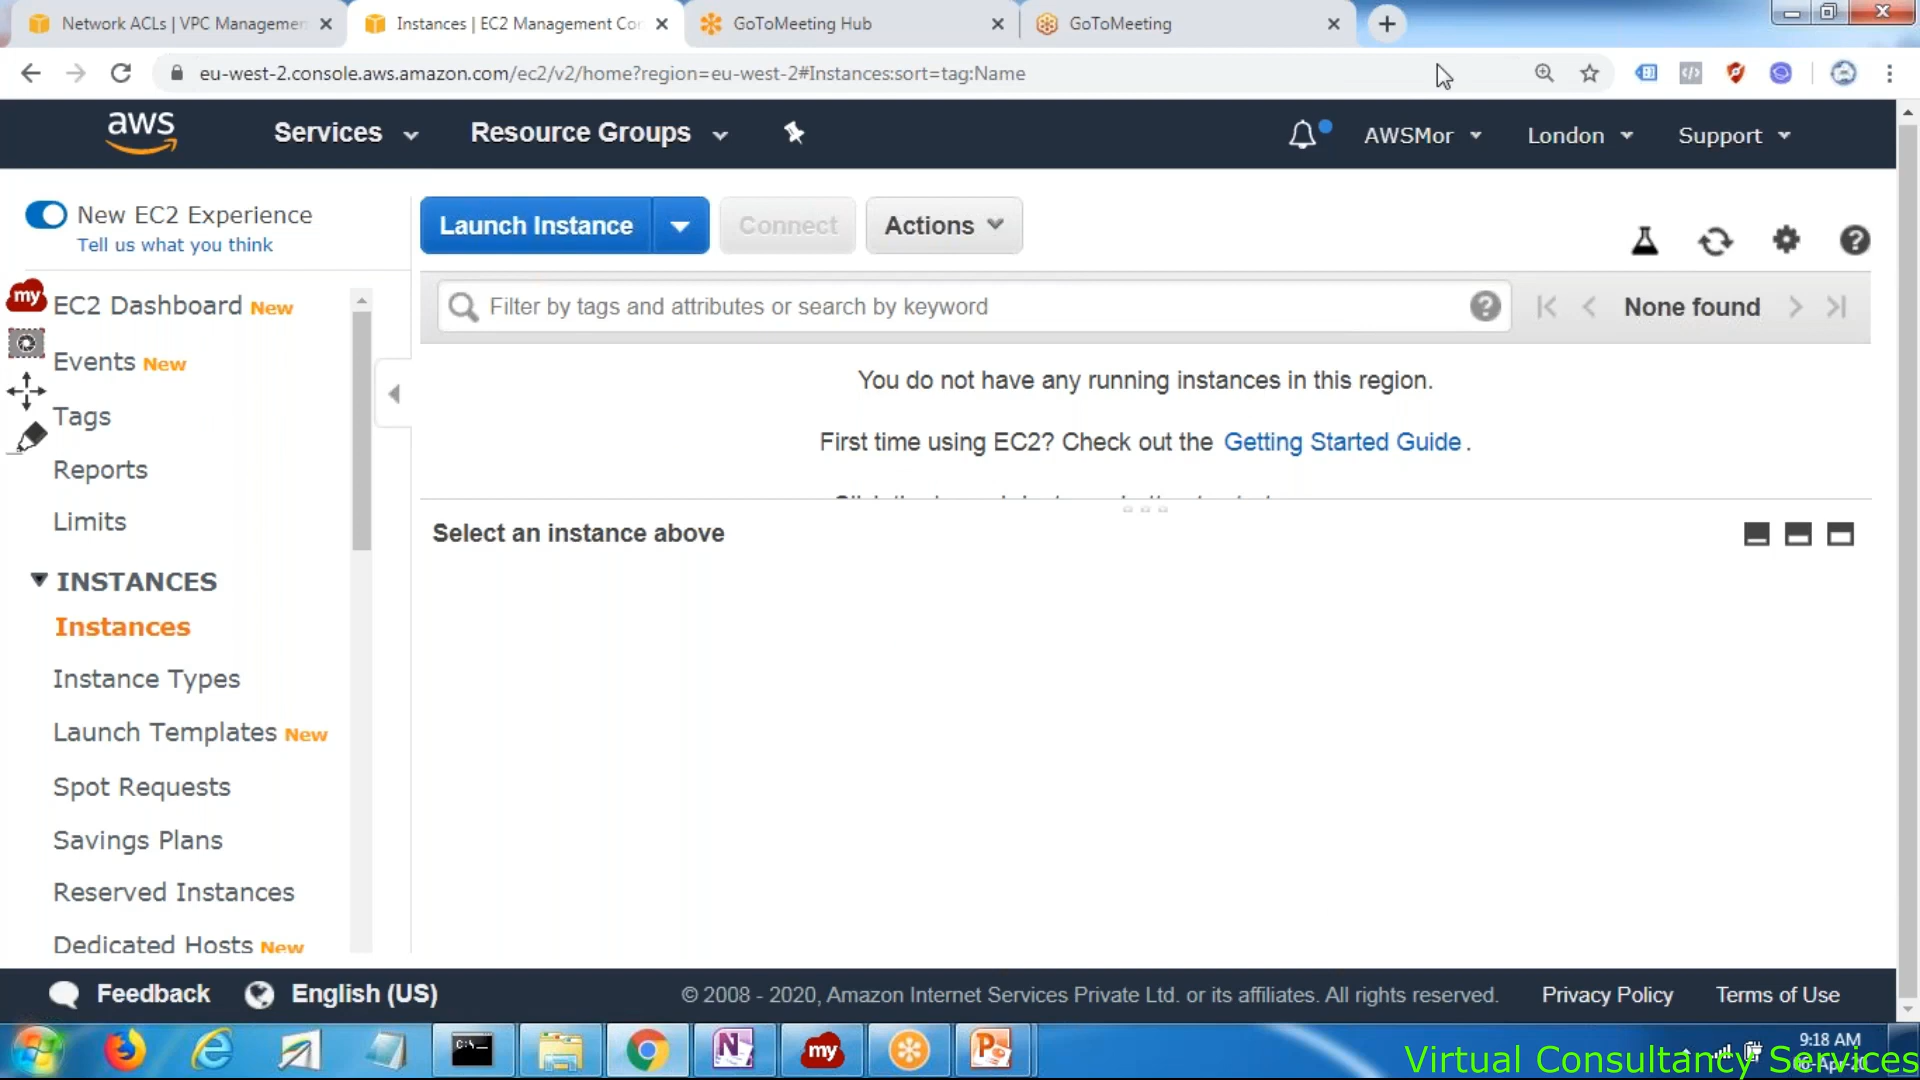 Network ACLs | VPC Managemen
Instances | EC2 Management Con
GoToMeeting Hub
GoToMeeting
eu-west-2.console.aws.amazon.com/ec2/v2/home?region=eu-west-2#Instances:sort=tag:Name
aws
Services
Resource Groups
AWSMor
London
Support
New EC2 Experience
Tell us what you think
Launch Instance
Connect
Actions
my
EC2 Dashboard New
Events New
Tags
Reports
Limits
INSTANCES
Instances
Instance Types
Launch Templates New
Spot Requests
Savings Plans
Reserved Instances
Dedicated Hosts New
Filter by tags and attributes or search by keyword
None found
You do not have any running instances in this region.
First time using EC2? Check out the Getting Started Guide.
Select an instance above
Feedback
English (US)
© 2008 - 2020, Amazon Internet Services Private Ltd. or its affiliates. All rights reserved.
Privacy Policy
Terms of Use
my
9:18 AM
06-Apr-20
Virtual Consultancy Services